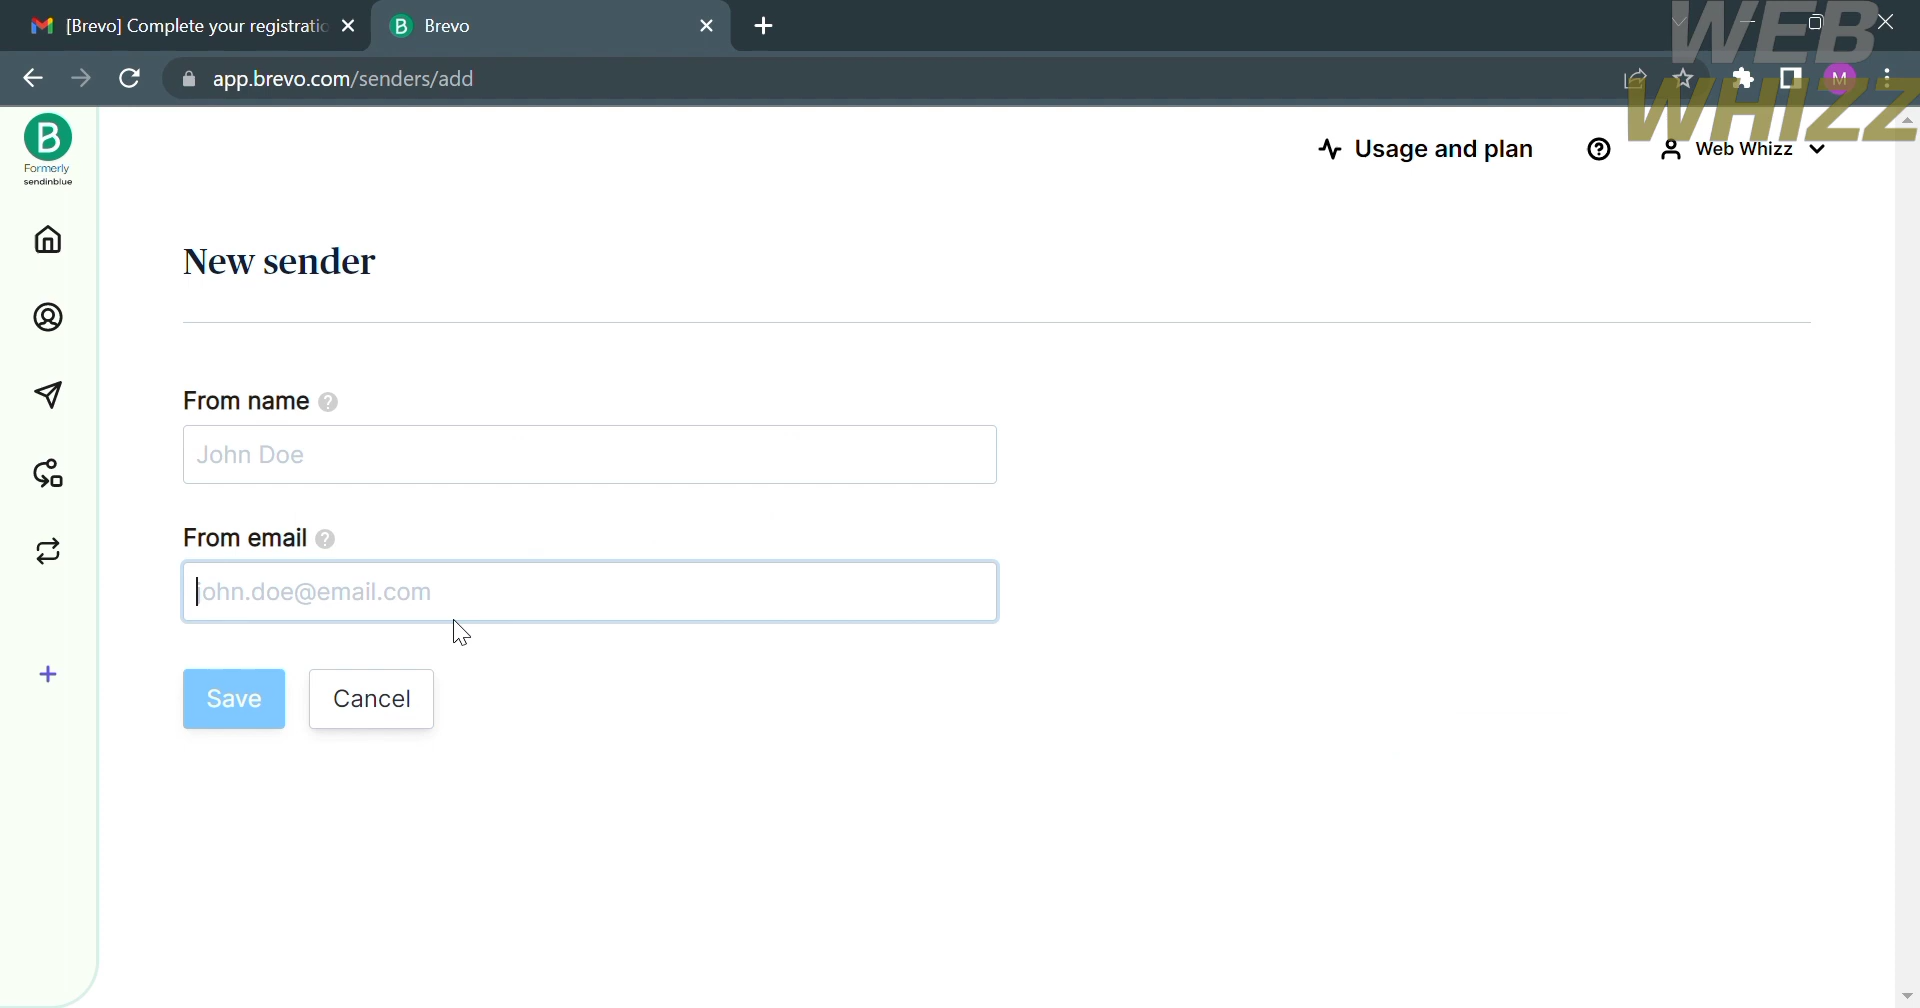 [Brevo] Complete your registratio
Brevo
WEB
WHIZZ
app.brevo.com/senders/add
M
B
Formerly
sendinblue
Usage and plan
Web Whizz
New sender
From name
John Doe
From email
john.doe@email.com
Save
Cancel